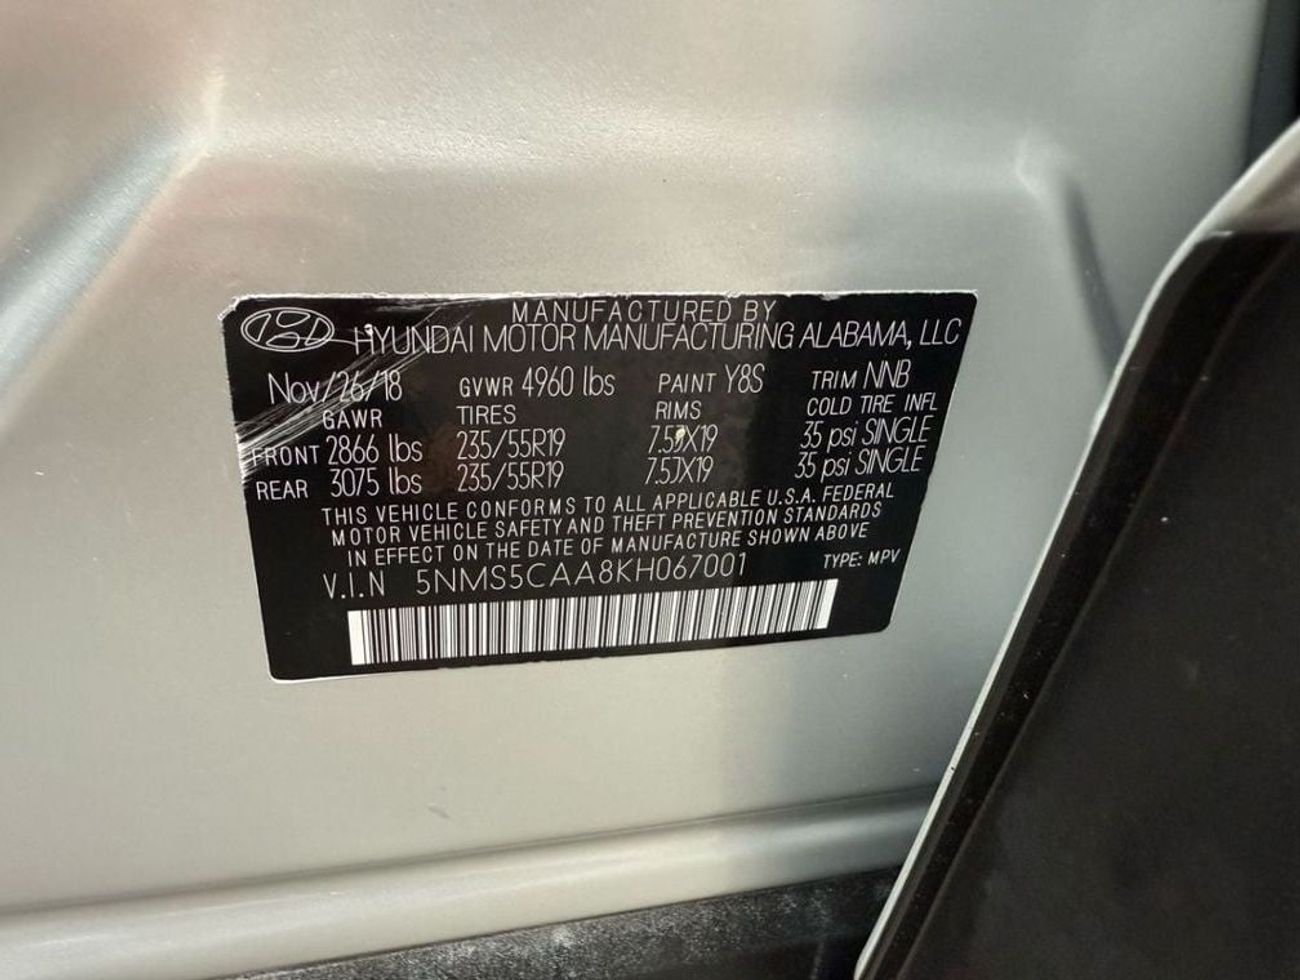 MANUFACTURED BY
HYUNDAI MOTOR MANUFACTURING ALABAMA, LLC
Nov/26/18 GVWR 4960 lbs PAINT Y8S TRIM NNB
GAWR TIRES RIMS COLD TIRE INFL
FRONT 2866 lbs 235/55R19 7.5JX19 35 psi SINGLE
REAR 3075 lbs 235/55R19 7.5JX19 35 psi SINGLE
THIS VEHICLE CONFORMS TO ALL APPLICABLE U.S.A. FEDERAL
MOTOR VEHICLE SAFETY AND THEFT PREVENTION STANDARDS
IN EFFECT ON THE DATE OF MANUFACTURE SHOWN ABOVE
V.I.N 5NMS5CAA8KH067001 TYPE: MPV